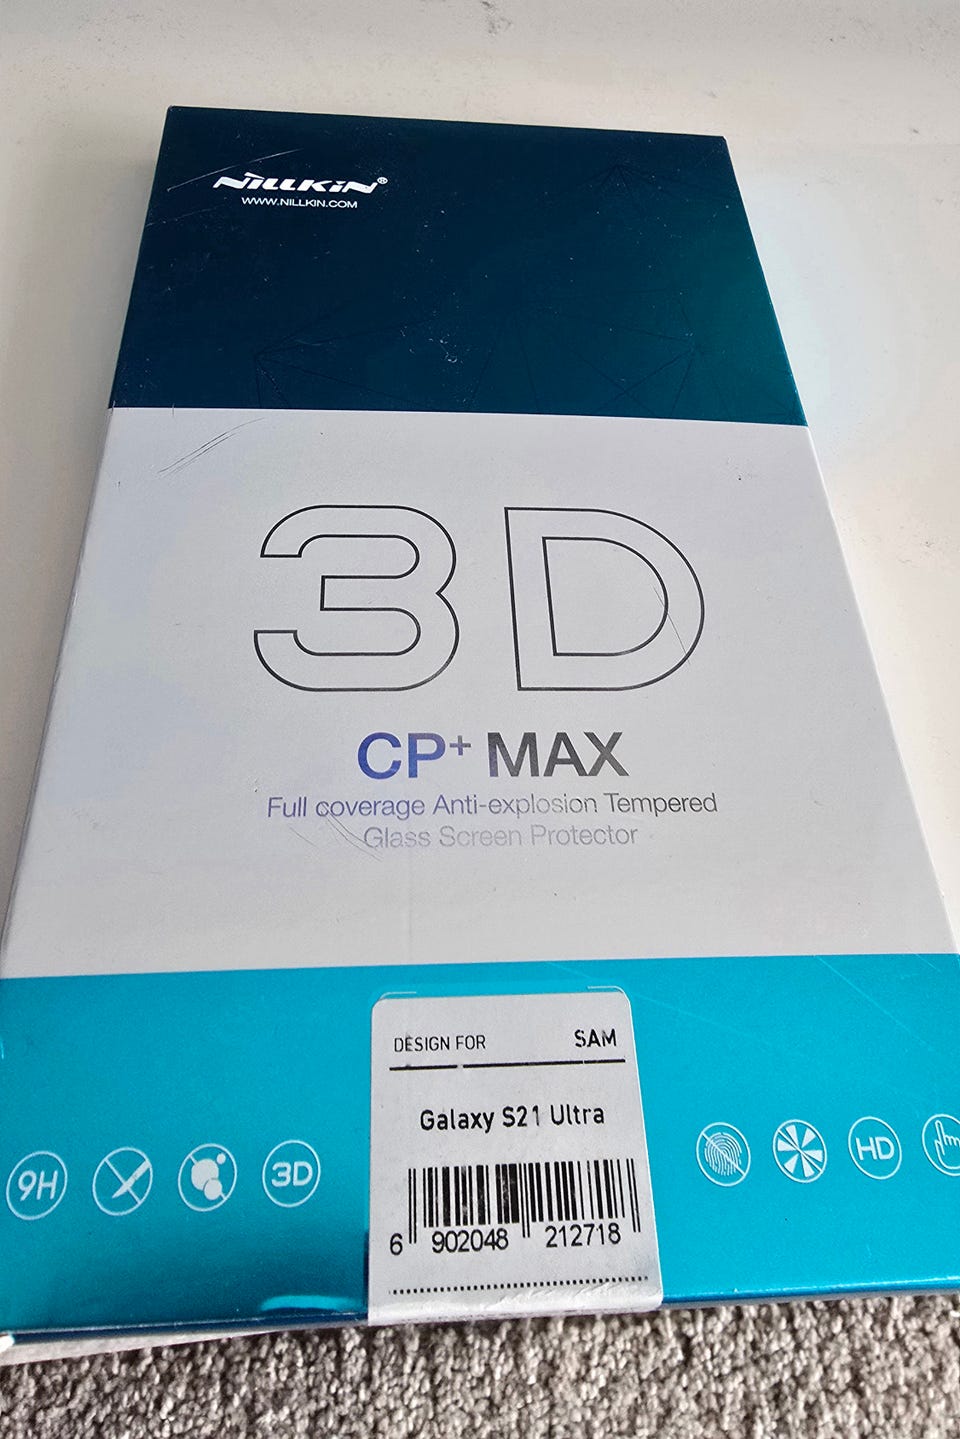 NILLKIN®
WWW.NILLKIN.COM
3D
CP+ MAX
Full coverage Anti-explosion Tempered
Glass Screen Protector
DESIGN FOR SAM
Galaxy S21 Ultra
6 902048 212718
9H
3D
HD